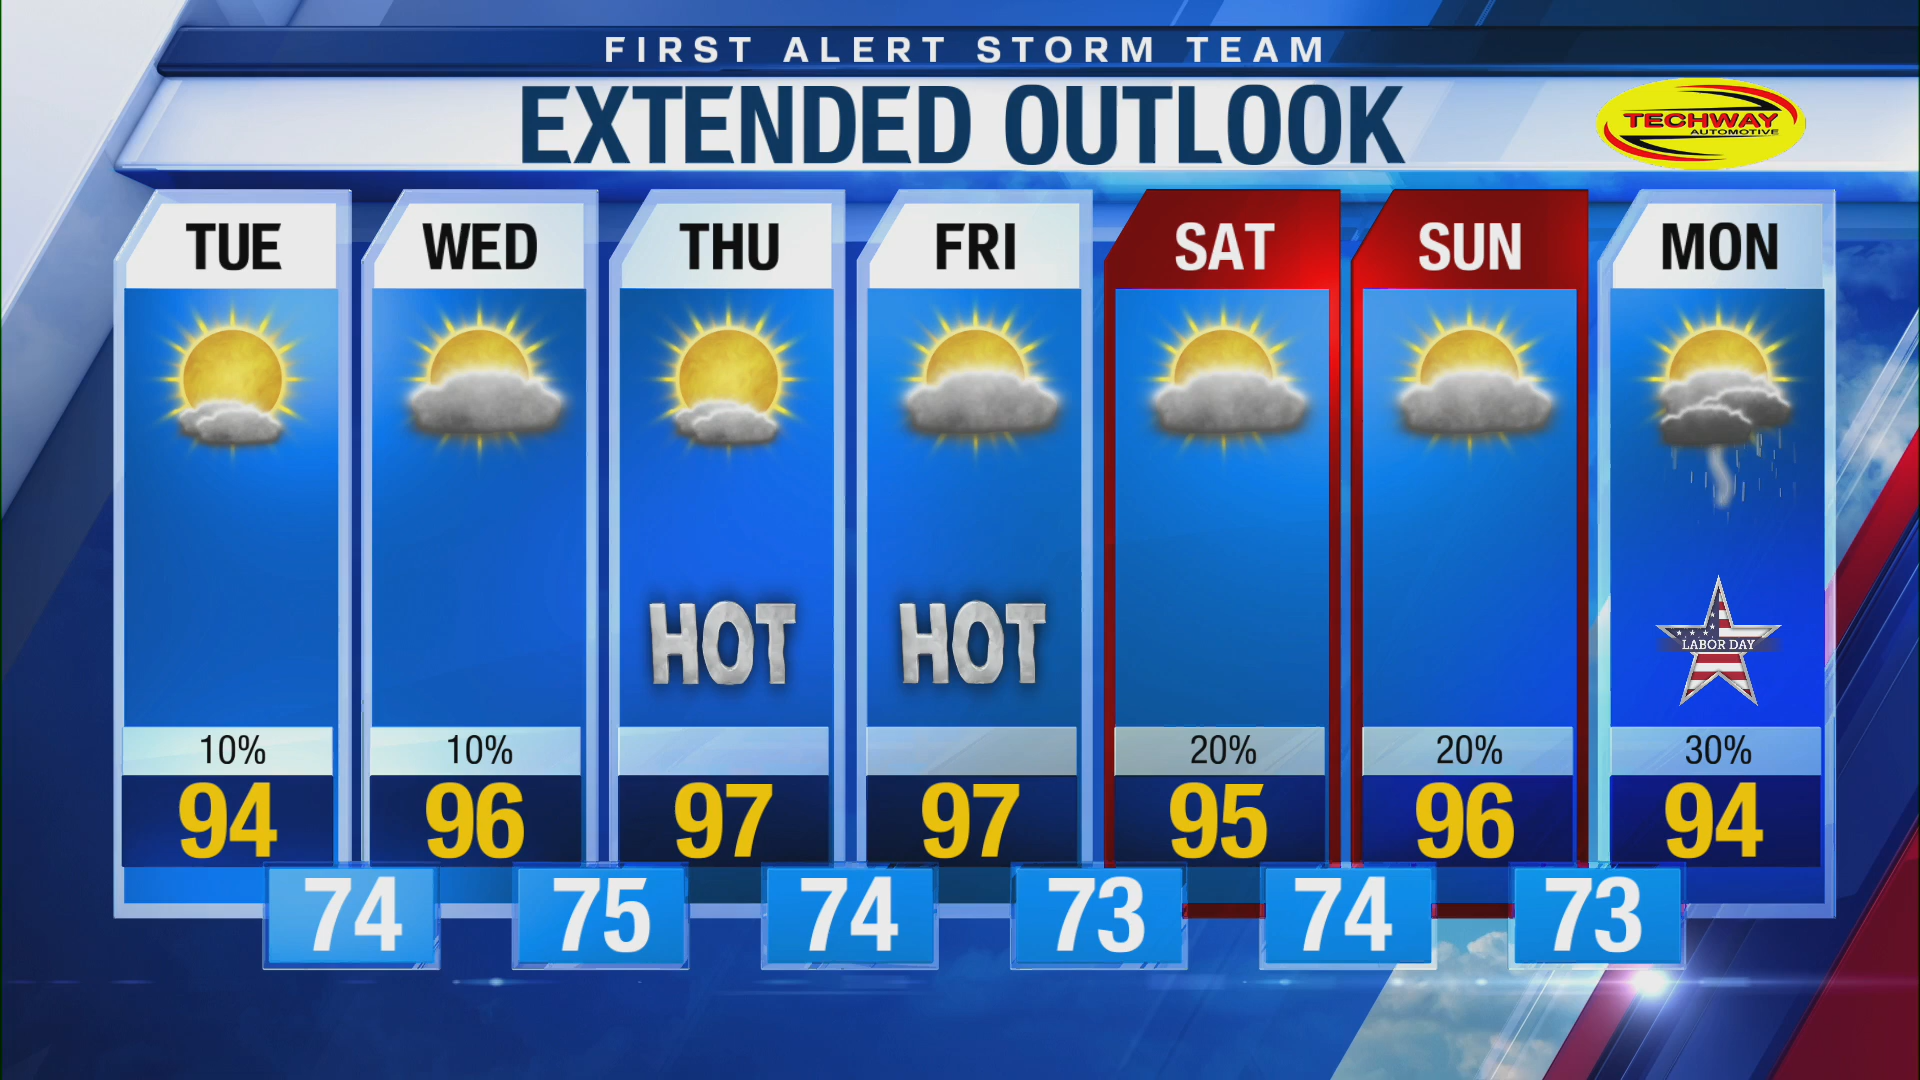 FIRST ALERT STORM TEAM
EXTENDED OUTLOOK
TECHWAY
AUTOMOTIVE
TUE WED THU FRI SAT SUN MON
HOT HOT
LABOR DAY
10% 10% 20% 20% 30%
94 96 97 97 95 96 94
74 75 74 73 74 73